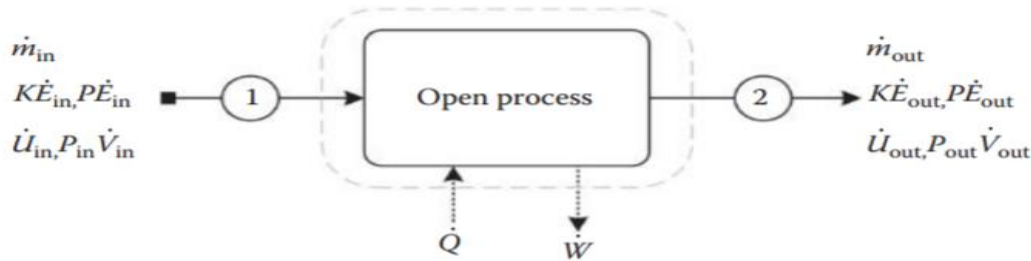 ṁin
KĖin,PĖin
U̇in,PinV̇in
1
Open process
2
ṁout
KĖout,PĖout
U̇out,PoutV̇out
Q̇
Ẇ